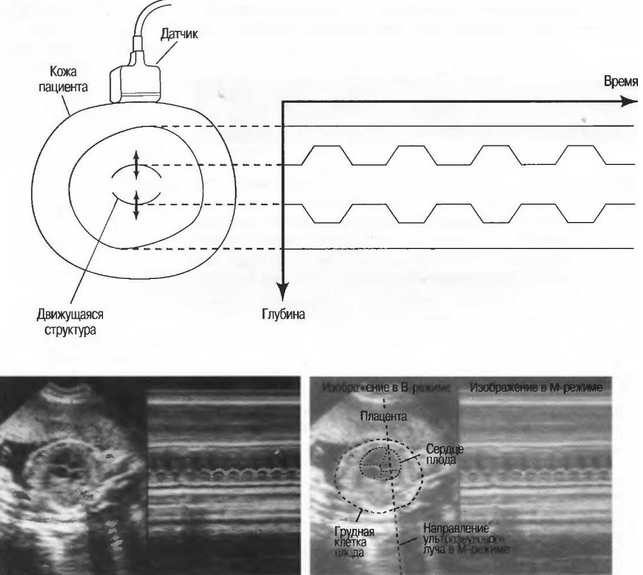 Датчик
Кожа
пациента
Время
Движущаяся
структура
Глубина
Изображение в В-режиме
Изображение в М-режиме
Плацента
Сердце
плода
Грудная
клетка
плода
Направление
ультразвукового
луча в М-режиме